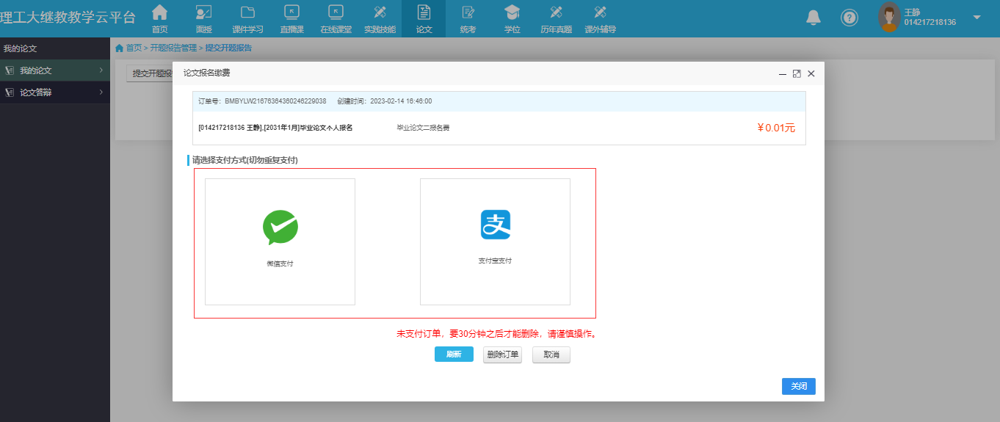 理工大继教教学云平台
首页
面授
课件学习
直播课
在线课堂
实践技能
论文
统考
学位
历年真题
课外辅导
王静
014217218136
我的论文
我的论文
论文答辩
首页 > 开题报告管理 > 提交开题报告
提交开题报
论文报名缴费
订单号：BMBYLW21676364360246229038 创建时间：2023-02-14 16:46:00
[014217218136 王静],[2031年1月]毕业论文本人报名 毕业论文二报名费 ￥0.01元
请选择支付方式(切勿重复支付)
支
微信支付
支付宝支付
未支付订单，要30分钟之后才能删除，请谨慎操作。
刷新 删除订单 取消
关闭